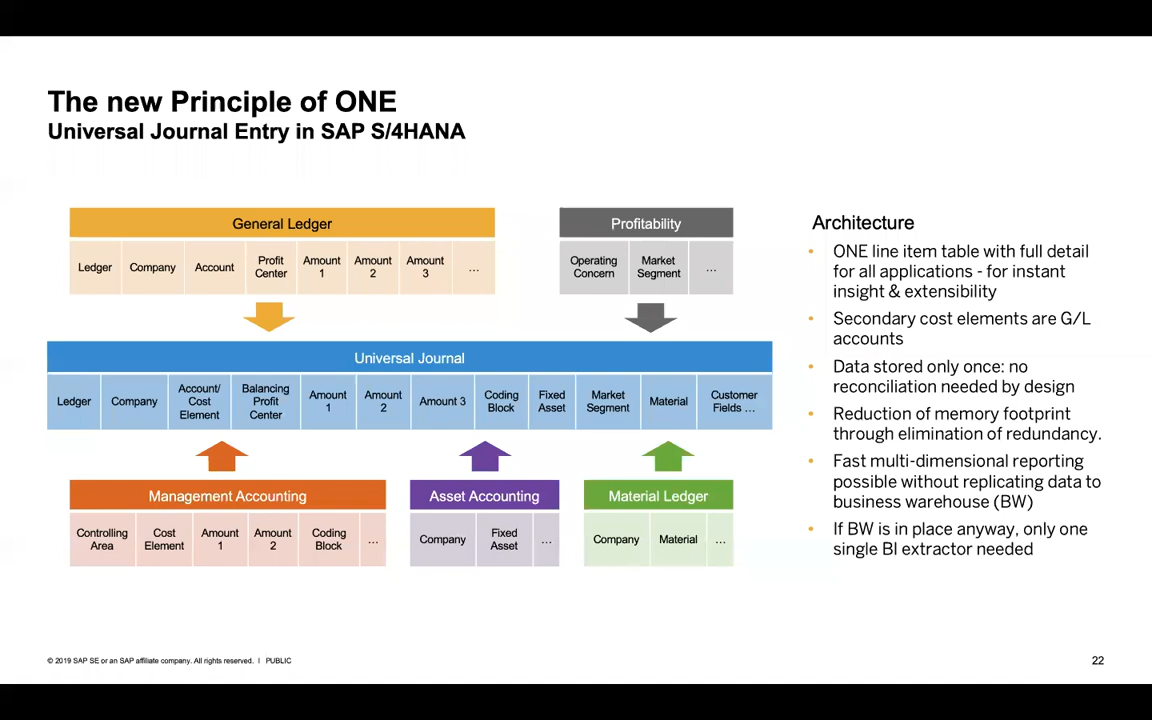 The new Principle of ONE
Universal Journal Entry in SAP S/4HANA
General Ledger
Ledger
Company
Account
Profit
Center
Amount
1
Amount
2
Amount
3
...
Profitability
Operating
Concern
Market
Segment
...
Universal Journal
Ledger
Company
Account/
Cost
Element
Balancing
Profit
Center
Amount
1
Amount
2
Amount 3
Coding
Block
Fixed
Asset
Market
Segment
Material
Customer
Fields ...
Management Accounting
Controlling
Area
Cost
Element
Amount
1
Amount
2
Coding
Block
...
Asset Accounting
Company
Fixed
Asset
...
Material Ledger
Company
Material
...
Architecture
• ONE line item table with full detail
for all applications - for instant
insight & extensibility
• Secondary cost elements are G/L
accounts
• Data stored only once: no
reconciliation needed by design
• Reduction of memory footprint
through elimination of redundancy.
• Fast multi-dimensional reporting
possible without replicating data to
business warehouse (BW)
• If BW is in place anyway, only one
single BI extractor needed
© 2019 SAP SE or an SAP affiliate company. All rights reserved. | PUBLIC
22